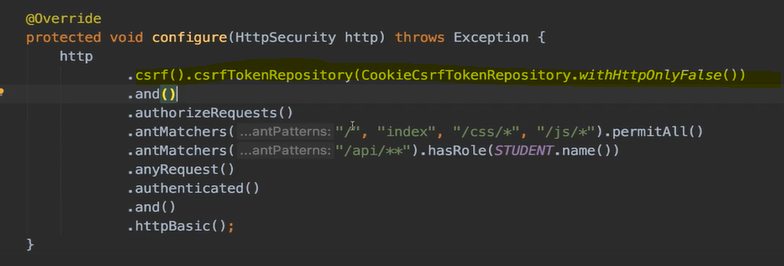 @Override
protected void configure(HttpSecurity http) throws Exception {
http
.csrf().csrfTokenRepository(CookieCsrfTokenRepository.withHttpOnlyFalse())
.and()
.authorizeRequests()
.antMatchers( ...antPatterns: "/", "index", "/css/*", "/js/*").permitAll()
.antMatchers( ...antPatterns: "/api/**").hasRole(STUDENT.name())
.anyRequest()
.authenticated()
.and()
.httpBasic();
}